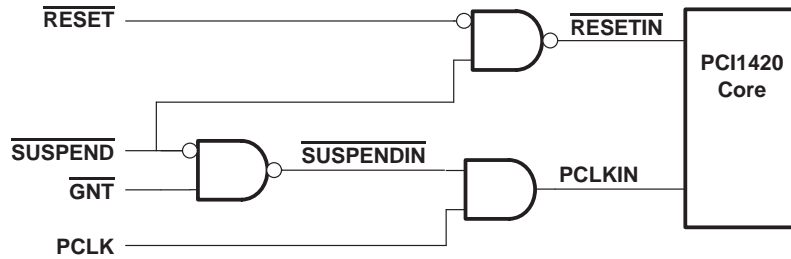 RESET
RESETIN
PCI1420
Core
SUSPEND
SUSPENDIN
GNT
PCLKIN
PCLK